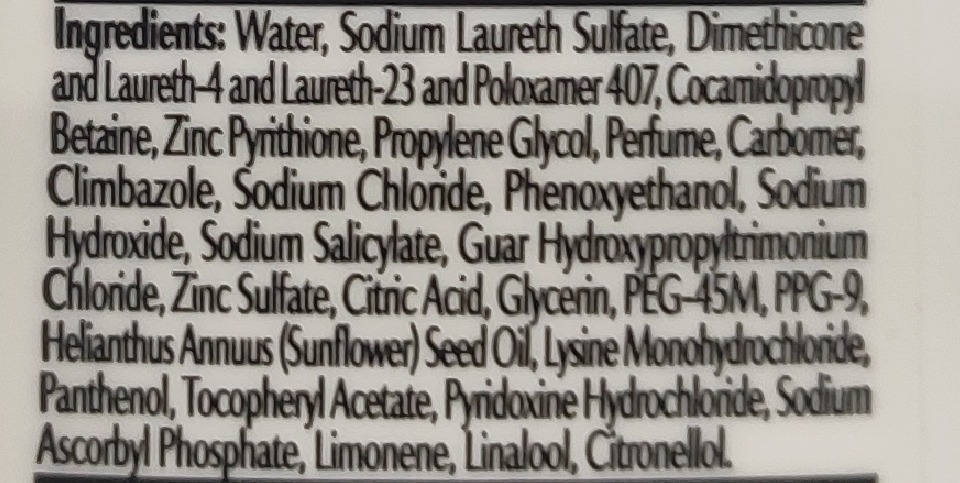 Ingredients: Water, Sodium Laureth Sulfate, Dimethicone
and Laureth-4 and Laureth-23 and Poloxamer 407, Cocamidopropyl
Betaine, Zinc Pyrithione, Propylene Glycol, Perfume, Carbomer,
Climbazole, Sodium Chloride, Phenoxyethanol, Sodium
Hydroxide, Sodium Salicylate, Guar Hydroxypropyltrimonium
Chloride, Zinc Sulfate, Citric Acid, Glycerin, PEG-45M, PPG-9,
Helianthus Annuus (Sunflower) Seed Oil, Lysine Monohydrochloride,
Panthenol, Tocopheryl Acetate, Pyridoxine Hydrochloride, Sodium
Ascorbyl Phosphate, Limonene, Linalool, Citronellol.